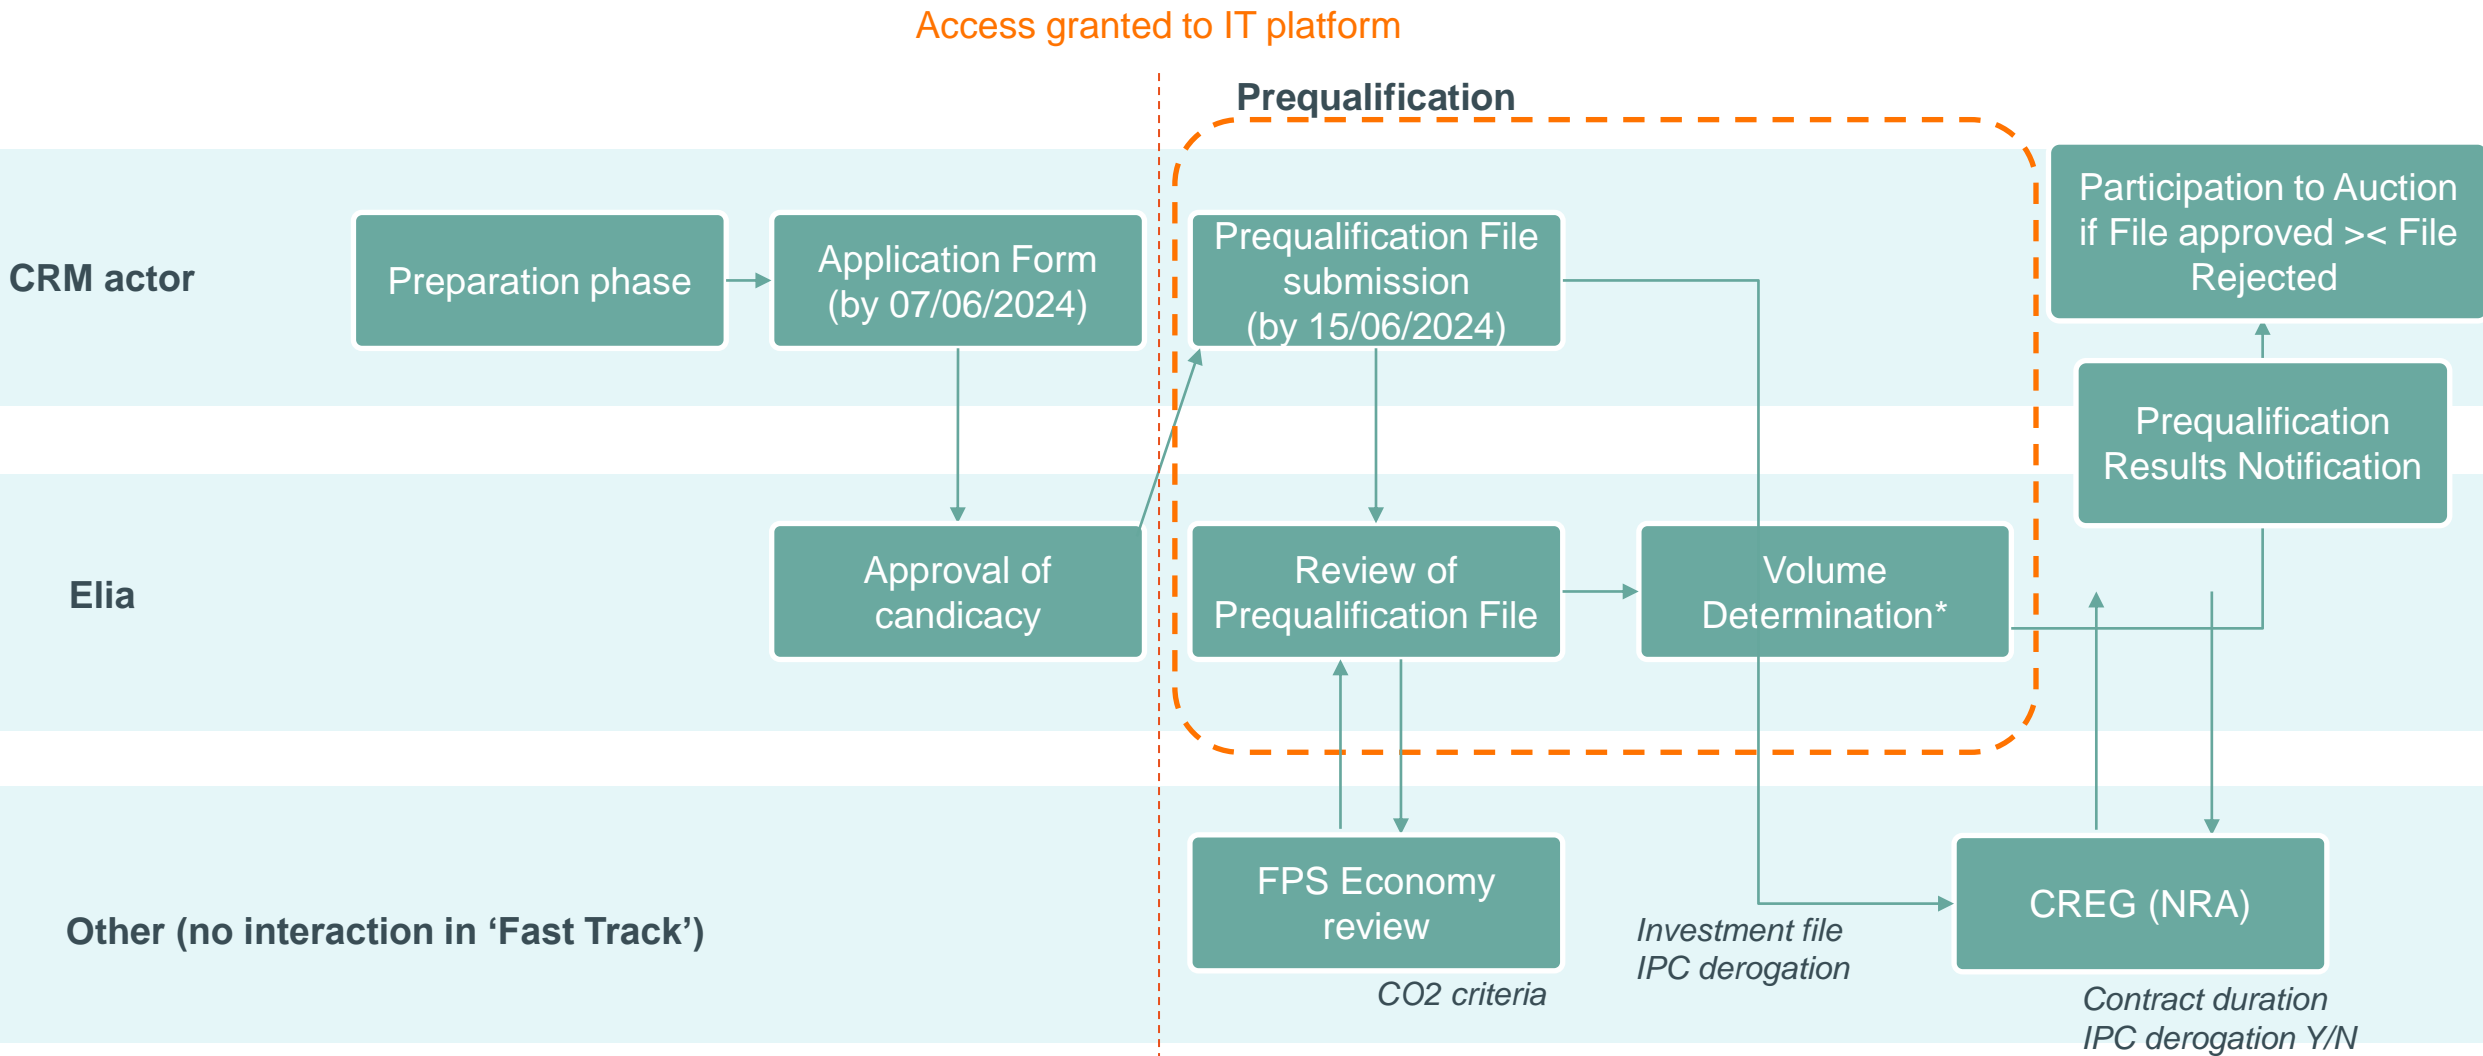 Access granted to IT platform
Prequalification
CRM actor
Preparation phase
Application Form
(by 07/06/2024)
Prequalification File
submission
(by 15/06/2024)
Participation to Auction
if File approved >< File
Rejected
Prequalification
Results Notification
Elia
Approval of
candicacy
Review of
Prequalification File
Volume
Determination*
Other (no interaction in ‘Fast Track’)
FPS Economy
review
CO2 criteria
Investment file
IPC derogation
CREG (NRA)
Contract duration
IPC derogation Y/N